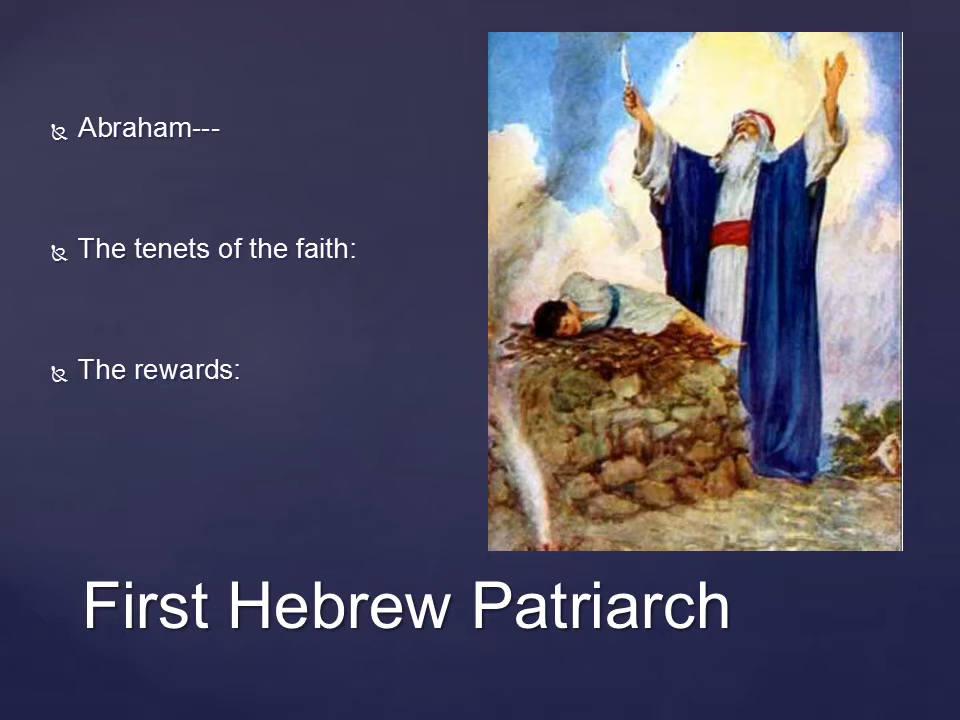 Abraham---
The tenets of the faith:
The rewards:
First Hebrew Patriarch